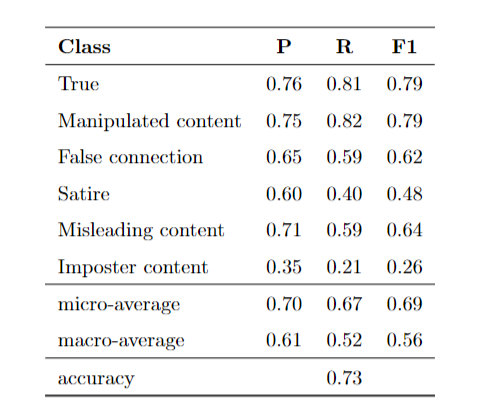 Class P R F1
True 0.76 0.81 0.79
Manipulated content 0.75 0.82 0.79
False connection 0.65 0.59 0.62
Satire 0.60 0.40 0.48
Misleading content 0.71 0.59 0.64
Imposter content 0.35 0.21 0.26
micro-average 0.70 0.67 0.69
macro-average 0.61 0.52 0.56
accuracy 0.73